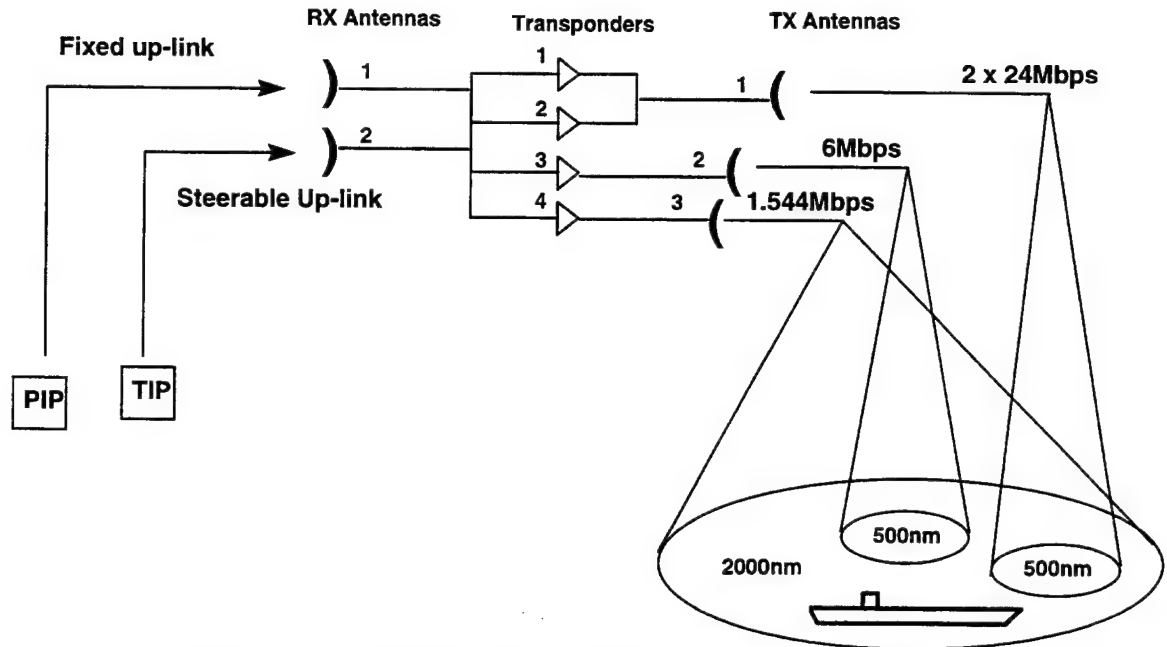 RX Antennas
Transponders
TX Antennas
Fixed up-link
1
1
1
2 x 24Mbps
2
2
3
2
6Mbps
Steerable Up-link
4
3
1.544Mbps
PIP
TIP
500nm
2000nm
500nm